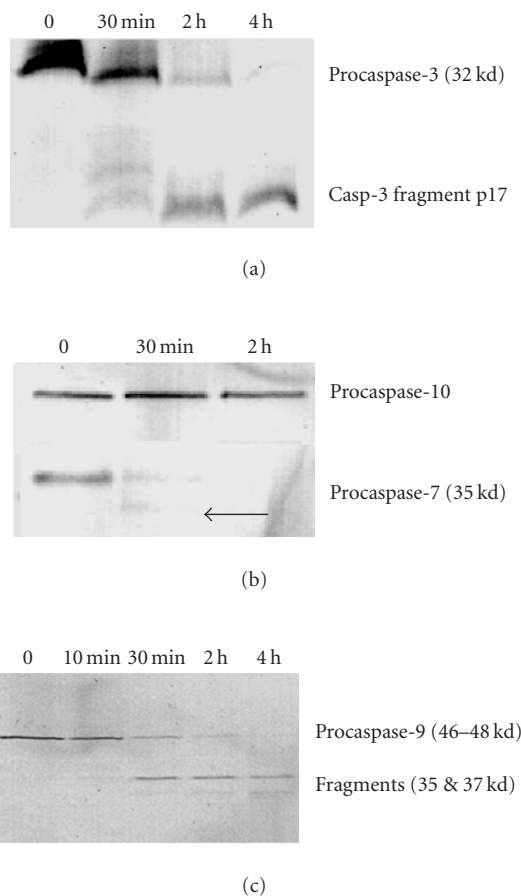 0 30 min 2 h 4 h
Procaspase-3 (32 kd)
Casp-3 fragment p17
(a)
0 30 min 2 h
Procaspase-10
Procaspase-7 (35 kd)
(b)
0 10 min 30 min 2 h 4 h
Procaspase-9 (46–48 kd)
Fragments (35 & 37 kd)
(c)